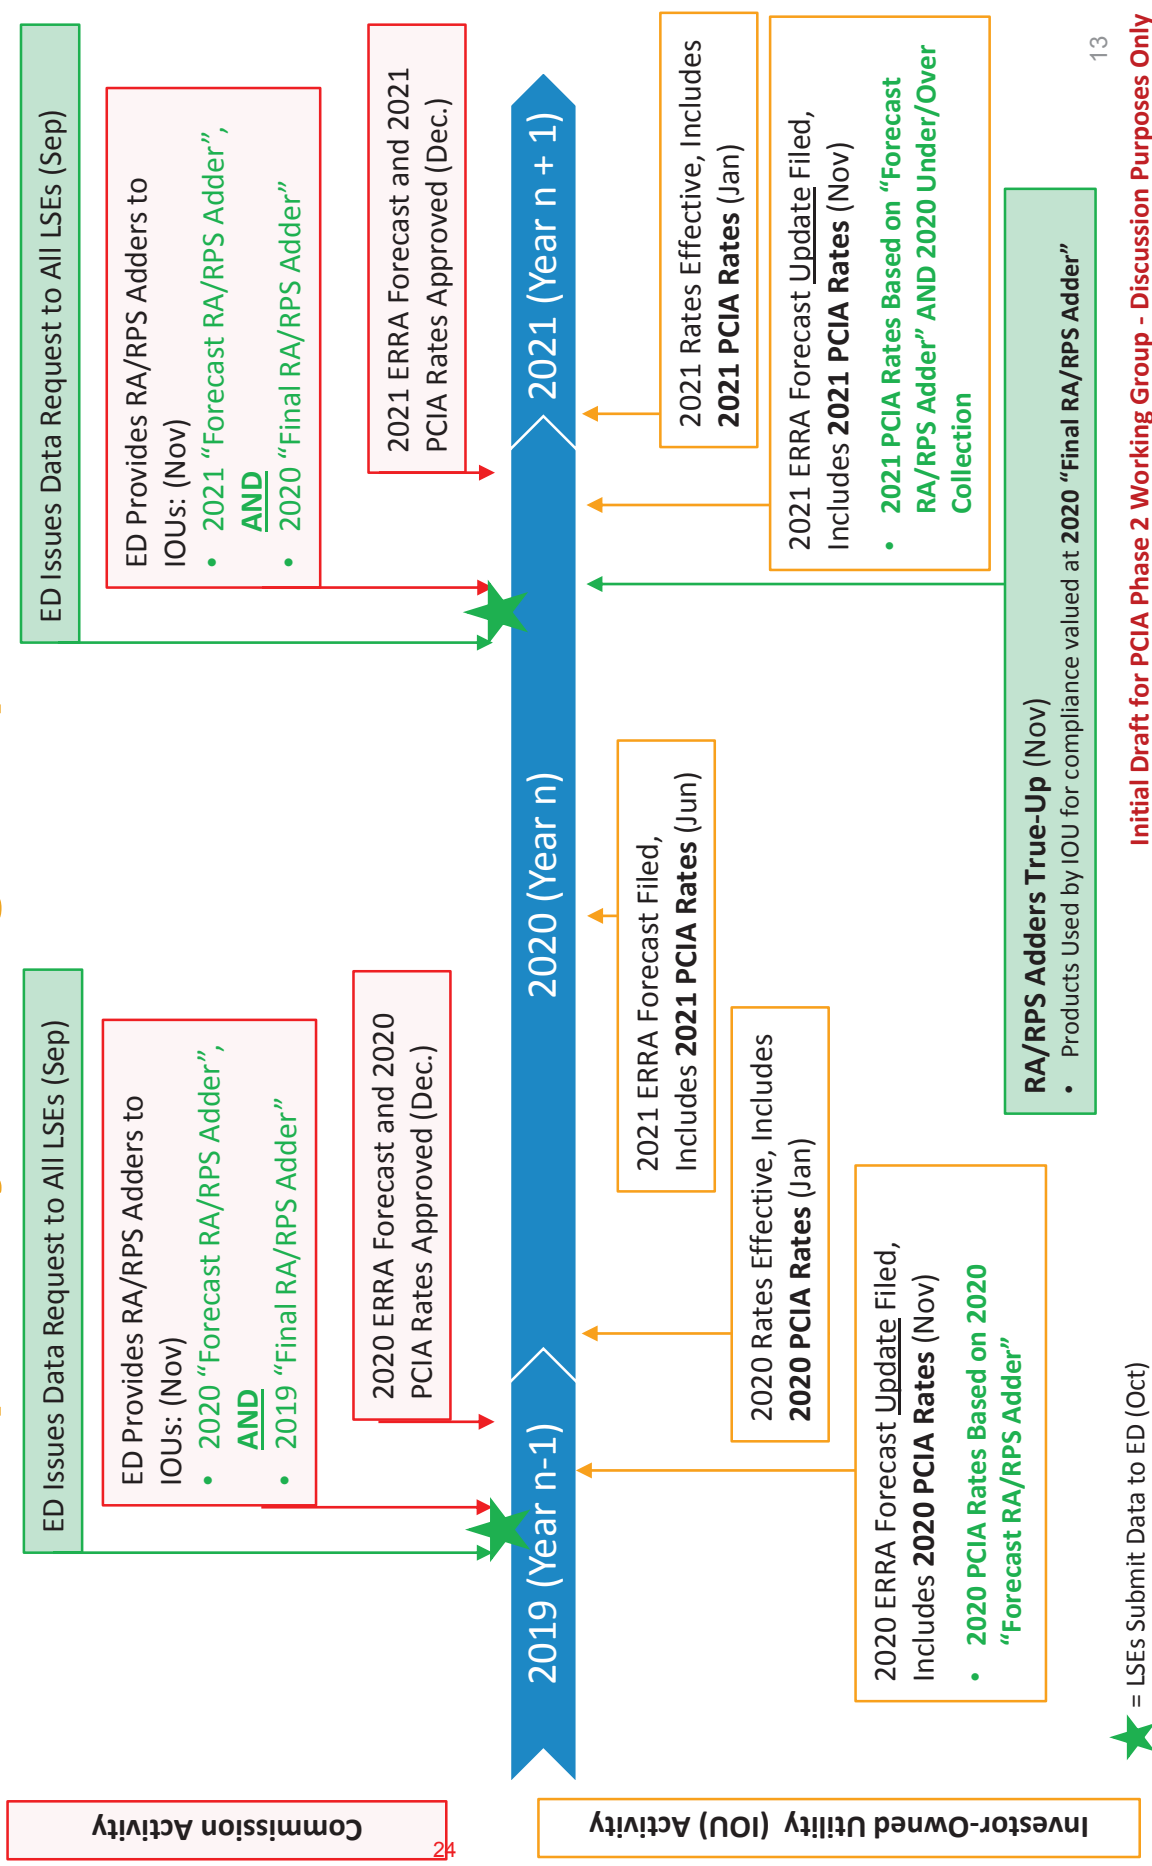 Commission Activity
ED Issues Data Request to All LSEs (Sep)
ED Provides RA/RPS Adders to
IOUs: (Nov)
• 2020 “Forecast RA/RPS Adder”,
AND
• 2019 “Final RA/RPS Adder”
2020 ERRA Forecast and 2020
PCIA Rates Approved (Dec.)
ED Issues Data Request to All LSEs (Sep)
ED Provides RA/RPS Adders to
IOUs: (Nov)
• 2021 “Forecast RA/RPS Adder”,
AND
• 2020 “Final RA/RPS Adder”
2021 ERRA Forecast and 2021
PCIA Rates Approved (Dec.)
24
2019 (Year n-1)
2020 (Year n)
2021 (Year n + 1)
Investor-Owned Utility (IOU) Activity
2020 ERRA Forecast Update Filed,
Includes 2020 PCIA Rates (Nov)
• 2020 PCIA Rates Based on 2020
“Forecast RA/RPS Adder”
2020 Rates Effective, Includes
2020 PCIA Rates (Jan)
2021 ERRA Forecast Filed,
Includes 2021 PCIA Rates (Jun)
2021 Rates Effective, Includes
2021 PCIA Rates (Jan)
2021 ERRA Forecast Update Filed,
Includes 2021 PCIA Rates (Nov)
• 2021 PCIA Rates Based on “Forecast
RA/RPS Adder” AND 2020 Under/Over
Collection
RA/RPS Adders True-Up (Nov)
• Products Used by IOU for compliance valued at 2020 “Final RA/RPS Adder”
= LSEs Submit Data to ED (Oct)
13
Initial Draft for PCIA Phase 2 Working Group - Discussion Purposes Only